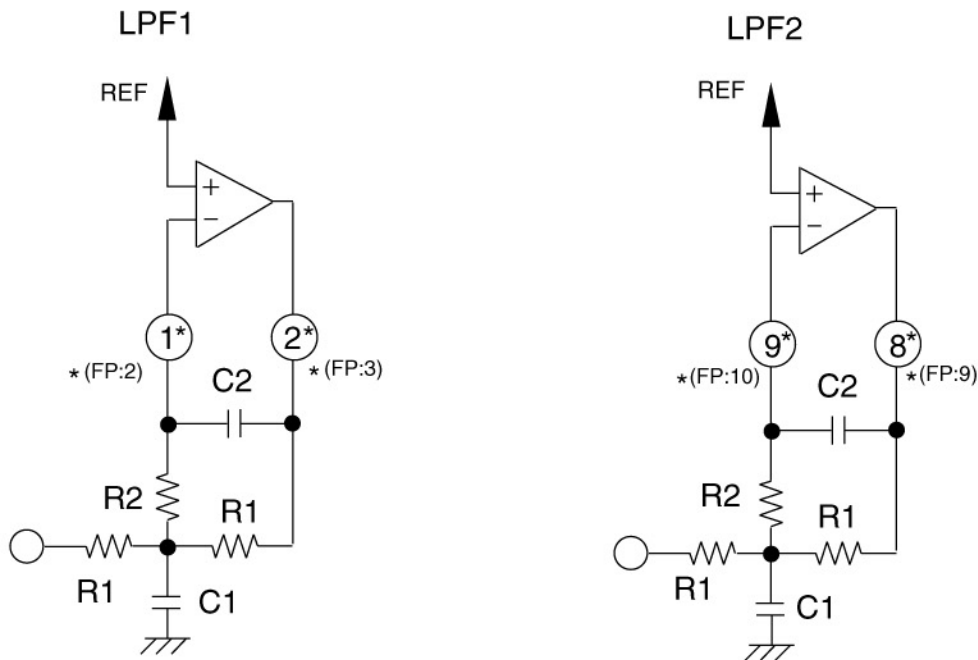 LPF1
REF
+
−
1*
2*
*(FP:2)
*(FP:3)
C2
R2
R1
R1
C1
LPF2
REF
+
−
9*
8*
*(FP:10)
*(FP:9)
C2
R2
R1
R1
C1